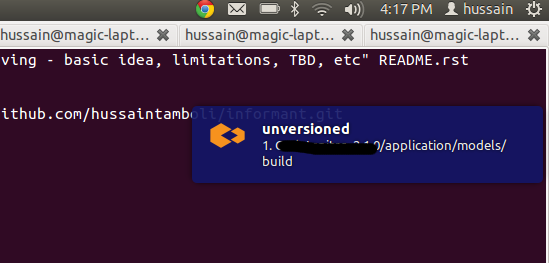 4:17 PM hussain
hussain@magic-lapt... hussain@magic-lapt... hussain@magic-lapt...
ving - basic idea, limitations, TBD, etc" README.rst
ithub.com/hussaintamboli/informant.git
unversioned
1. /application/models/
build